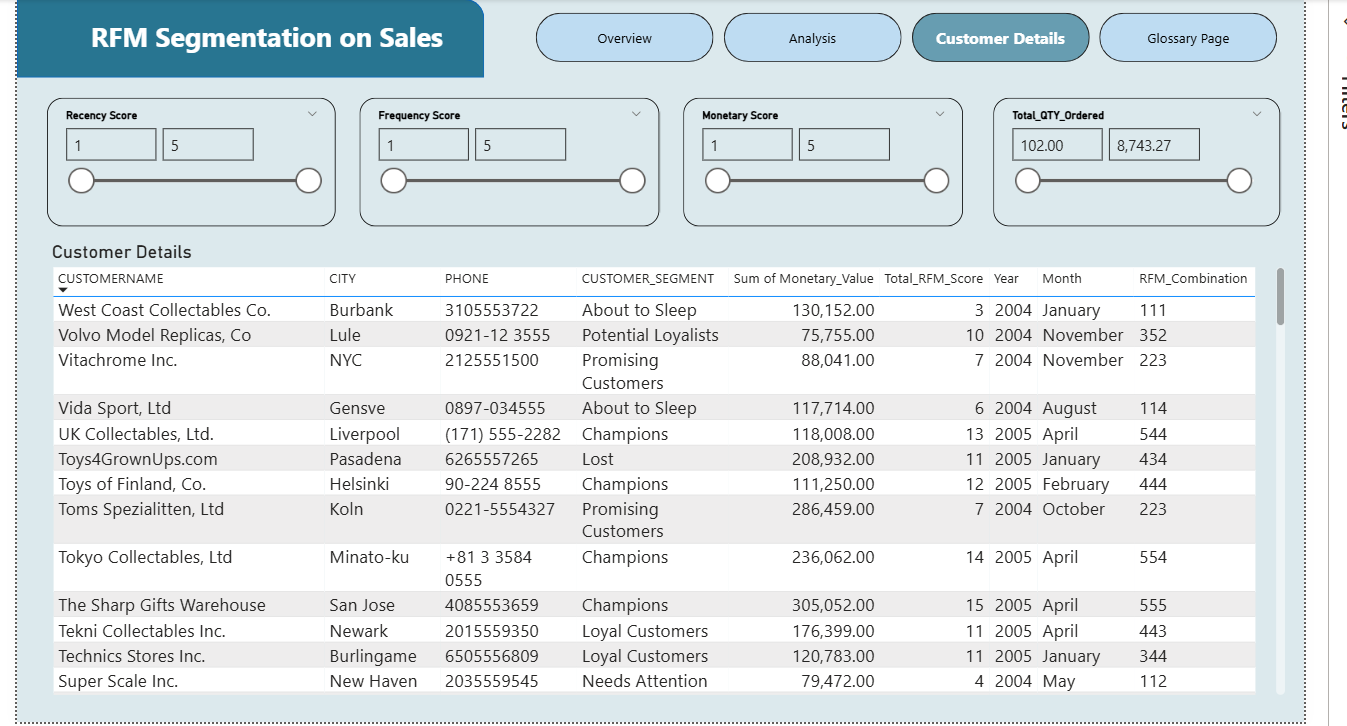 RFM Segmentation on Sales
Overview
Analysis
Customer Details
Glossary Page
Recency Score
1
5
Frequency Score
1
5
Monetary Score
1
5
Total_QTY_Ordered
102.00
8,743.27
Customer Details
CUSTOMERNAME CITY PHONE CUSTOMER_SEGMENT Sum of Monetary_Value Total_RFM_Score Year Month RFM_Combination
West Coast Collectables Co. Burbank 3105553722 About to Sleep 130,152.00 3 2004 January 111
Volvo Model Replicas, Co Lule 0921-12 3555 Potential Loyalists 75,755.00 10 2004 November 352
Vitachrome Inc. NYC 2125551500 Promising 88,041.00 7 2004 November 223
Customers
Vida Sport, Ltd Gensve 0897-034555 About to Sleep 117,714.00 6 2004 August 114
UK Collectables, Ltd. Liverpool (171) 555-2282 Champions 118,008.00 13 2005 April 544
Toys4GrownUps.com Pasadena 6265557265 Lost 208,932.00 11 2005 January 434
Toys of Finland, Co. Helsinki 90-224 8555 Champions 111,250.00 12 2005 February 444
Toms Spezialitten, Ltd Koln 0221-5554327 Promising 286,459.00 7 2004 October 223
Customers
Tokyo Collectables, Ltd Minato-ku +81 3 3584 Champions 236,062.00 14 2005 April 554
0555
The Sharp Gifts Warehouse San Jose 4085553659 Champions 305,052.00 15 2005 April 555
Tekni Collectables Inc. Newark 2015559350 Loyal Customers 176,399.00 11 2005 April 443
Technics Stores Inc. Burlingame 6505556809 Loyal Customers 120,783.00 11 2005 January 344
Super Scale Inc. New Haven 2035559545 Needs Attention 79,472.00 4 2004 May 112